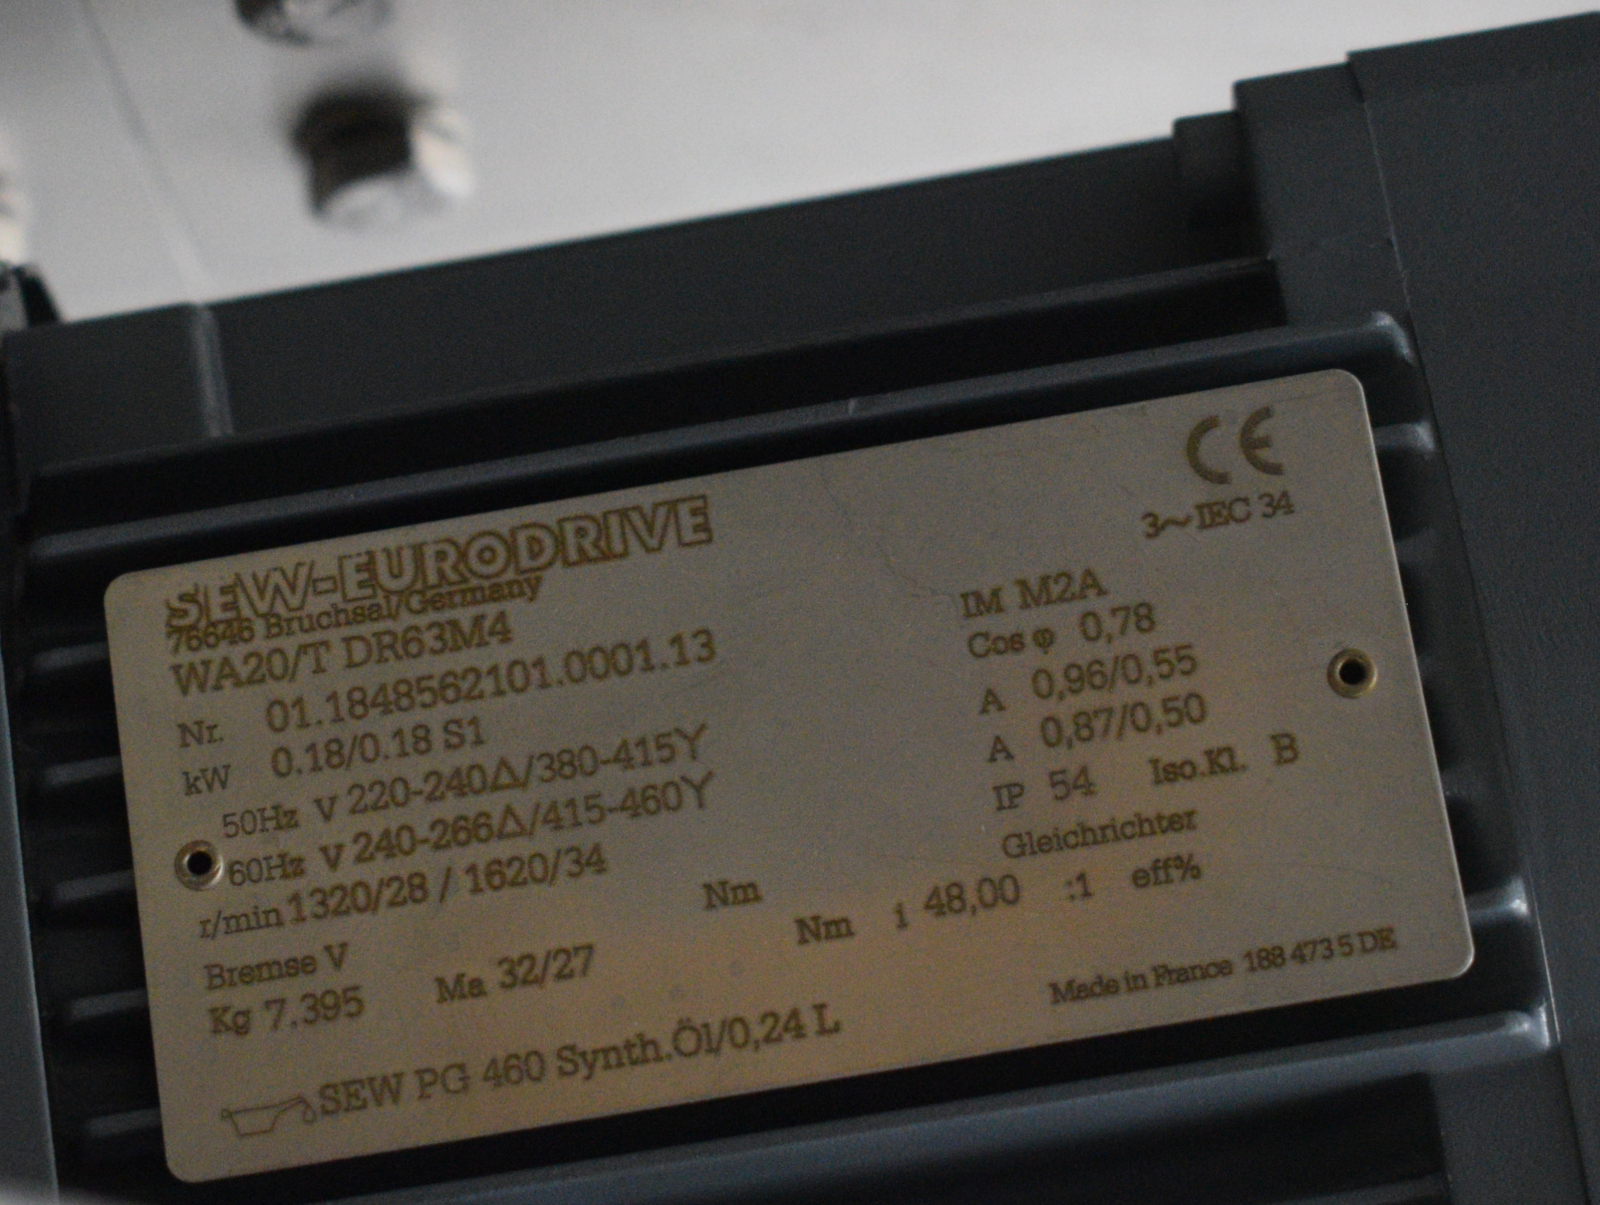 CE
SEW-EURODRIVE
3~ IEC 34
76646 Bruchsal/Germany
WA20/T DR63M4 IM M2A
Nr. 01.1848562101.0001.13 Cos φ 0,78
kW 0.18/0.18 S1 A 0,96/0,55
50Hz V 220-240Δ/380-415Y A 0,87/0,50
60Hz V 240-266Δ/415-460Y IP 54 Iso.Kl. B
r/min 1320/28 / 1620/34 Gleichrichter
Bremse V Nm Nm i 48,00 :1 eff%
Kg 7.395 Ma 32/27
Made in France 188 473 5 DE
SEW PG 460 Synth.Öl/0,24 L